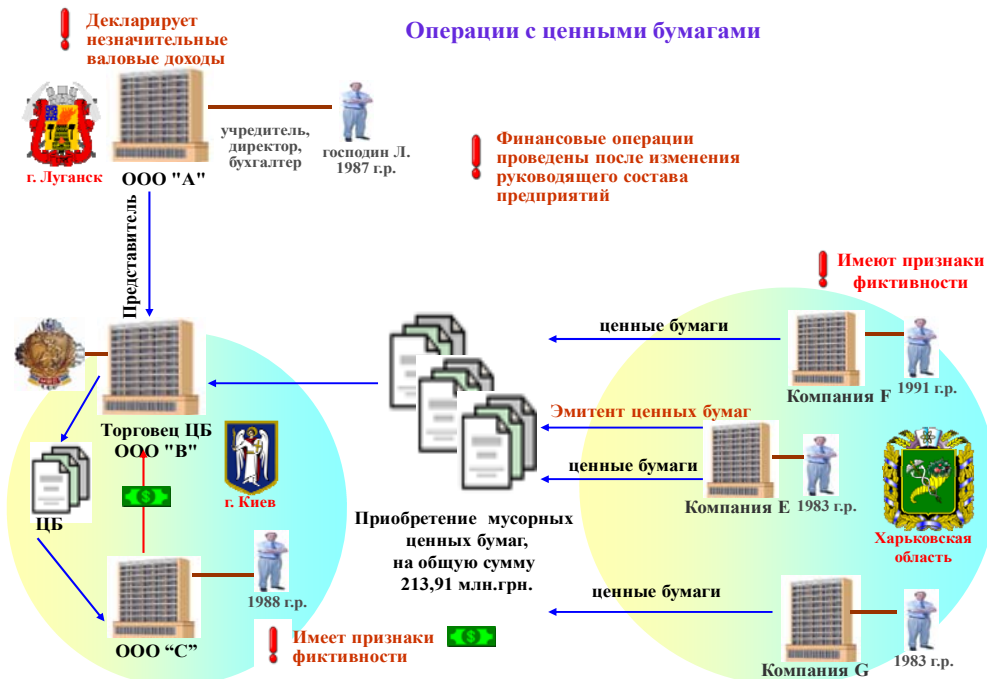 Операции с ценными бумагами
Декларирует
незначительные
валовые доходы
г. Луганск
ООО "А"
учредитель,
директор,
бухгалтер
господин Л.
1987 г.р.
Финансовые операции
проведены после изменения
руководящего состава
предприятий
Представитель
Имеют признаки
фиктивности
ценные бумаги
Компания F
1991 г.р.
Эмитент ценных бумаг
ценные бумаги
Компания Е
1983 г.р.
Харьковская
область
Торговец ЦБ
ООО "В"
г. Киев
ЦБ
Приобретение мусорных
ценных бумаг,
на общую сумму
213,91 млн.грн.
ценные бумаги
Компания G
1983 г.р.
1988 г.р.
ООО “С”
Имеет признаки
фиктивности